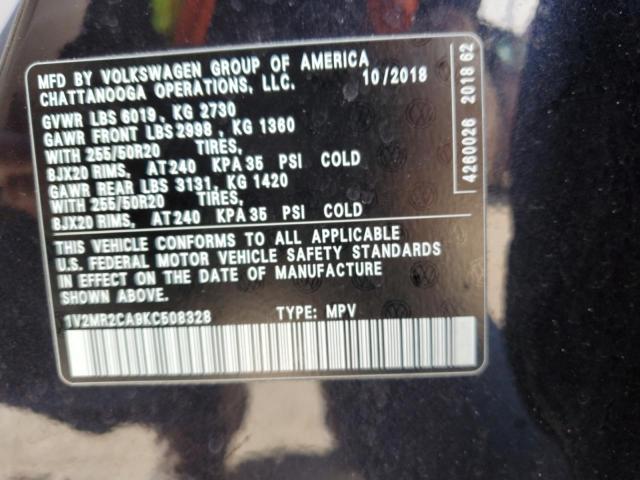 MFD BY VOLKSWAGEN GROUP OF AMERICA
CHATTANOOGA OPERATIONS, LLC. 10/2018
GVWR LBS 6019, KG 2730
GAWR FRONT LBS 2998, KG 1360
WITH 255/50R20 TIRES,
8JX20 RIMS, AT240 KPA 35 PSI COLD
GAWR REAR LBS 3131, KG 1420
WITH 255/50R20 TIRES,
8JX20 RIMS, AT240 KPA 35 PSI COLD
THIS VEHICLE CONFORMS TO ALL APPLICABLE
U.S. FEDERAL MOTOR VEHICLE SAFETY STANDARDS
IN EFFECT ON THE DATE OF MANUFACTURE
SHOWN ABOVE.
1V2MR2CA9KC508328 TYPE: MPV
4260026 2018 62